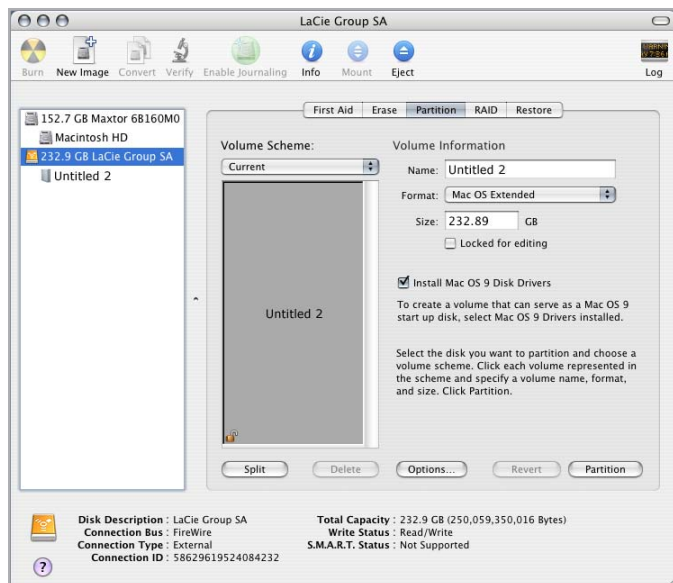 LaCie Group SA
Burn New Image Convert Verify Enable Journaling Info Mount Eject Log
152.7 GB Maxtor 6B160M0
Macintosh HD
232.9 GB LaCie Group SA
Untitled 2
First Aid Erase Partition RAID Restore
Volume Scheme:
Current
Untitled 2
Volume Information
Name: Untitled 2
Format: Mac OS Extended
Size: 232.89 GB
Locked for editing
Install Mac OS 9 Disk Drivers
To create a volume that can serve as a Mac OS 9
start up disk, select Mac OS 9 Drivers installed.
Select the disk you want to partition and choose a
volume scheme. Click each volume represented in
the scheme and specify a volume name, format,
and size. Click Partition.
Split Delete Options... Revert Partition
Disk Description : LaCie Group SA
Connection Bus : FireWire
Connection Type : External
Connection ID : 58629619524084232
Total Capacity : 232.9 GB (250,059,350,016 Bytes)
Write Status : Read/Write
S.M.A.R.T. Status : Not Supported
?